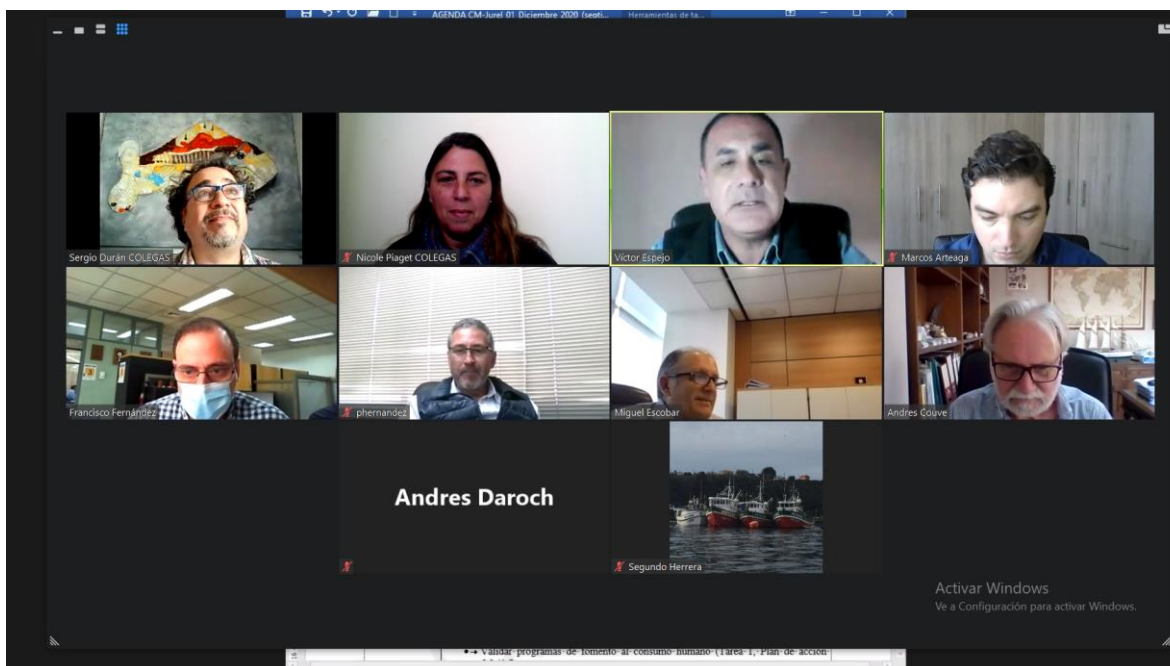 AGENDA CM-Jurel 01 Diciembre 2020 (septi...
Herramientas de ta...
Sergio Durán COLEGAS
Nicole Piaget COLEGAS
Víctor Espejo
Marcos Arteaga
Francisco Fernández
phernandez
Miguel Escobar
Andres Couve
Andres Daroch
Segundo Herrera
Activar Windows
Ve a Configuración para activar Windows.
Validar programas de fomento al consumo humano (Tarea 1, Plan de acción